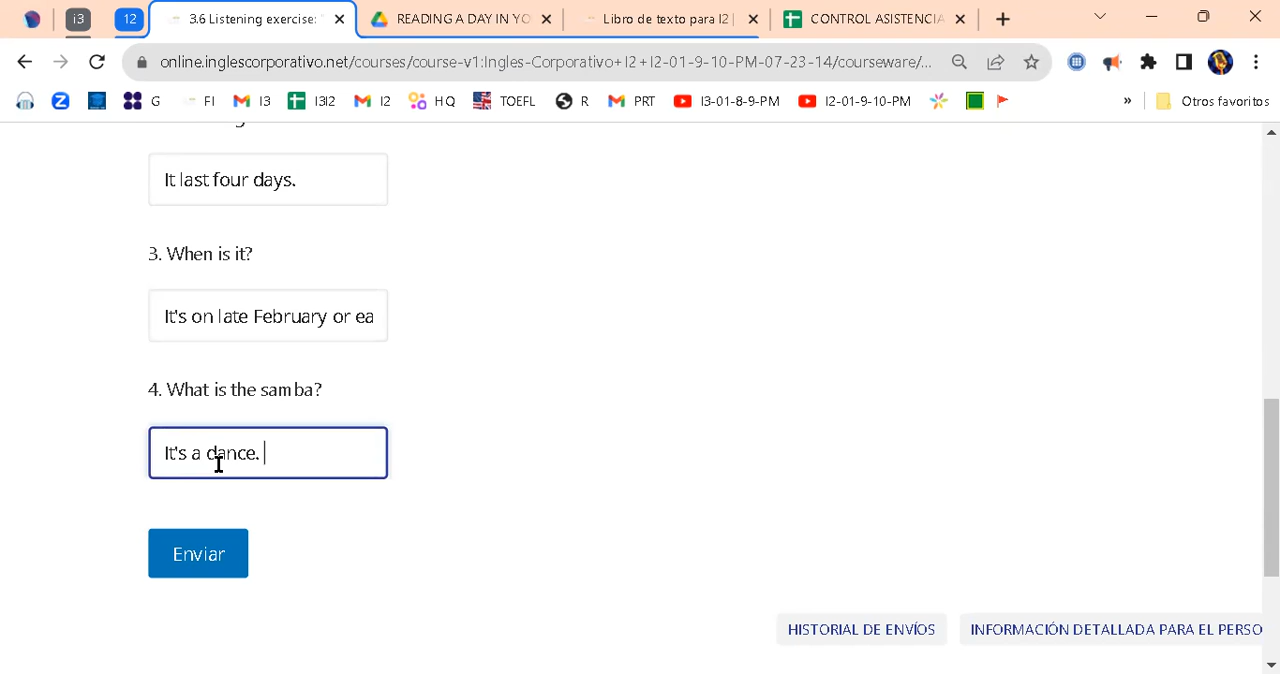 i3
12
3.6 Listening exercise:
READING A DAY IN YO
Libro de texto para I2 |
CONTROL ASISTENCIA
online.inglescorporativo.net/courses/course-v1:Ingles-Corporativo+I2+I2-01-9-10-PM-07-23-14/courseware/...
G
FI
I3
I3I2
I2
HQ
TOEFL
R
PRT
I3-01-8-9-PM
I2-01-9-10-PM
»
Otros favoritos
It last four days.
3. When is it?
It's on late February or ea
4. What is the samba?
It's a dance.
Enviar
HISTORIAL DE ENVÍOS
INFORMACIÓN DETALLADA PARA EL PERSO